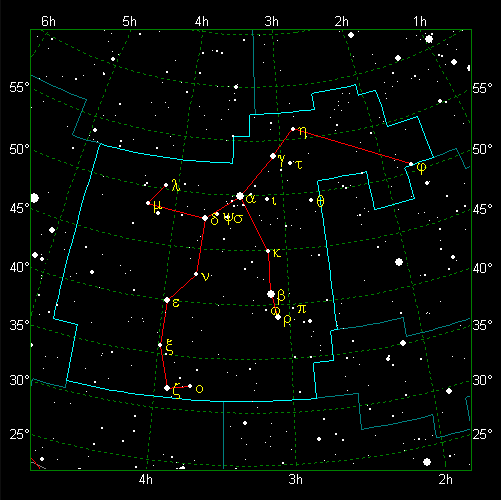 6h 5h 4h 3h 2h 1h
55° 55°
η
50° 50°
γ τ φ
λ
μ α ι θ
45° δ ψ σ 45°
κ
40° ν 40°
ε β
ω π
ρ
35° 35°
ξ
30° ζ ο 30°
25° 25°
4h 3h 2h